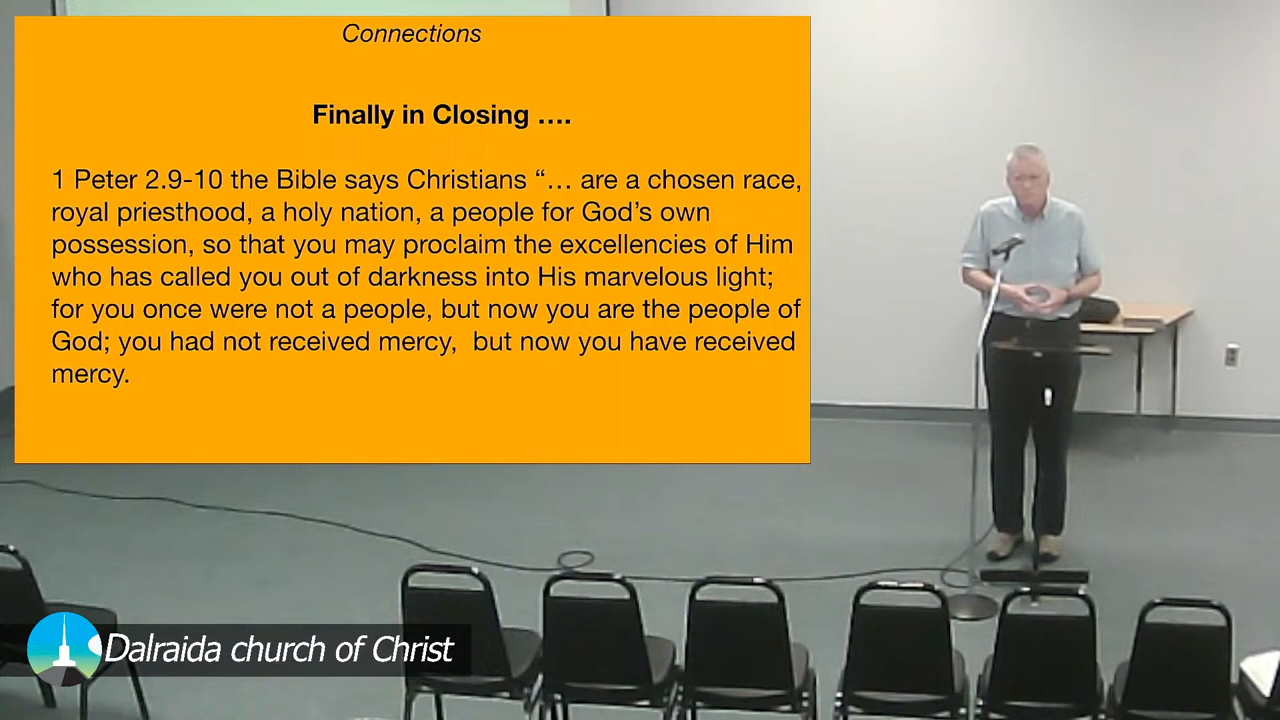 Connections
Finally in Closing ….
1 Peter 2.9-10 the Bible says Christians “… are a chosen race,
royal priesthood, a holy nation, a people for God’s own
possession, so that you may proclaim the excellencies of Him
who has called you out of darkness into His marvelous light;
for you once were not a people, but now you are the people of
God; you had not received mercy,  but now you have received
mercy.
Dalraida church of Christ